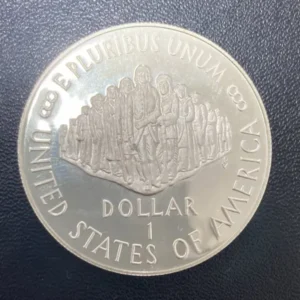 E PLURIBUS UNUM
DOLLAR
1
UNITED STATES OF AMERICA